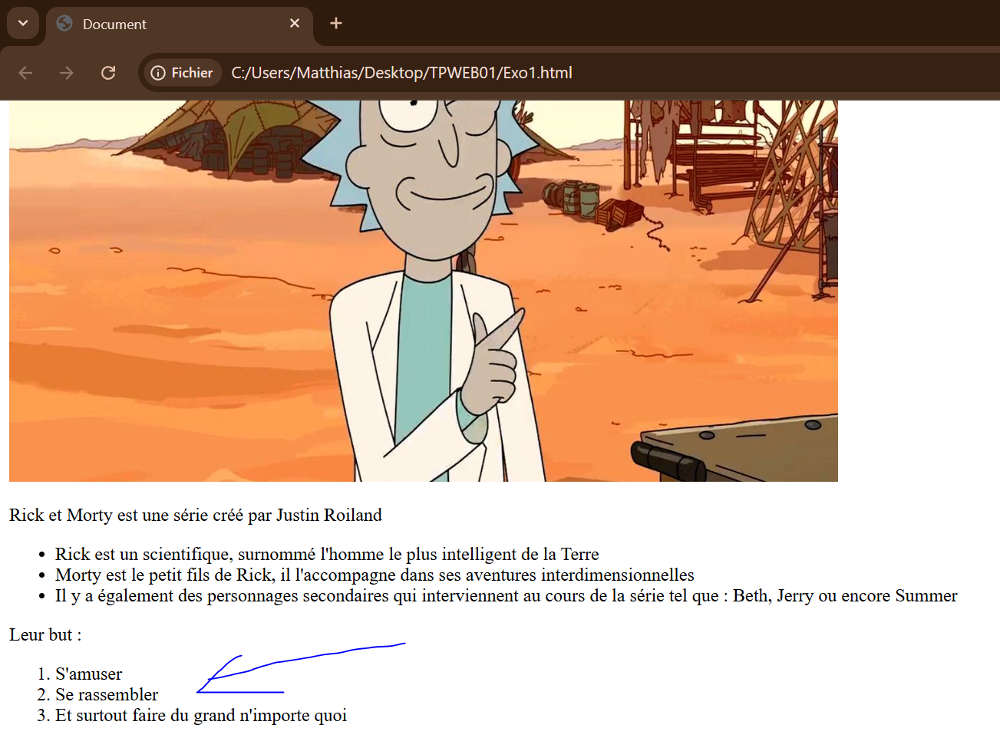 Document
Fichier C:/Users/Matthias/Desktop/TPWEB01/Exo1.html
Rick et Morty est une série créé par Justin Roiland
• Rick est un scientifique, surnommé l'homme le plus intelligent de la Terre
• Morty est le petit fils de Rick, il l'accompagne dans ses aventures interdimensionnelles
• Il y a également des personnages secondaires qui interviennent au cours de la série tel que : Beth, Jerry ou encore Summer
Leur but :
1. S'amuser
2. Se rassembler
3. Et surtout faire du grand n'importe quoi